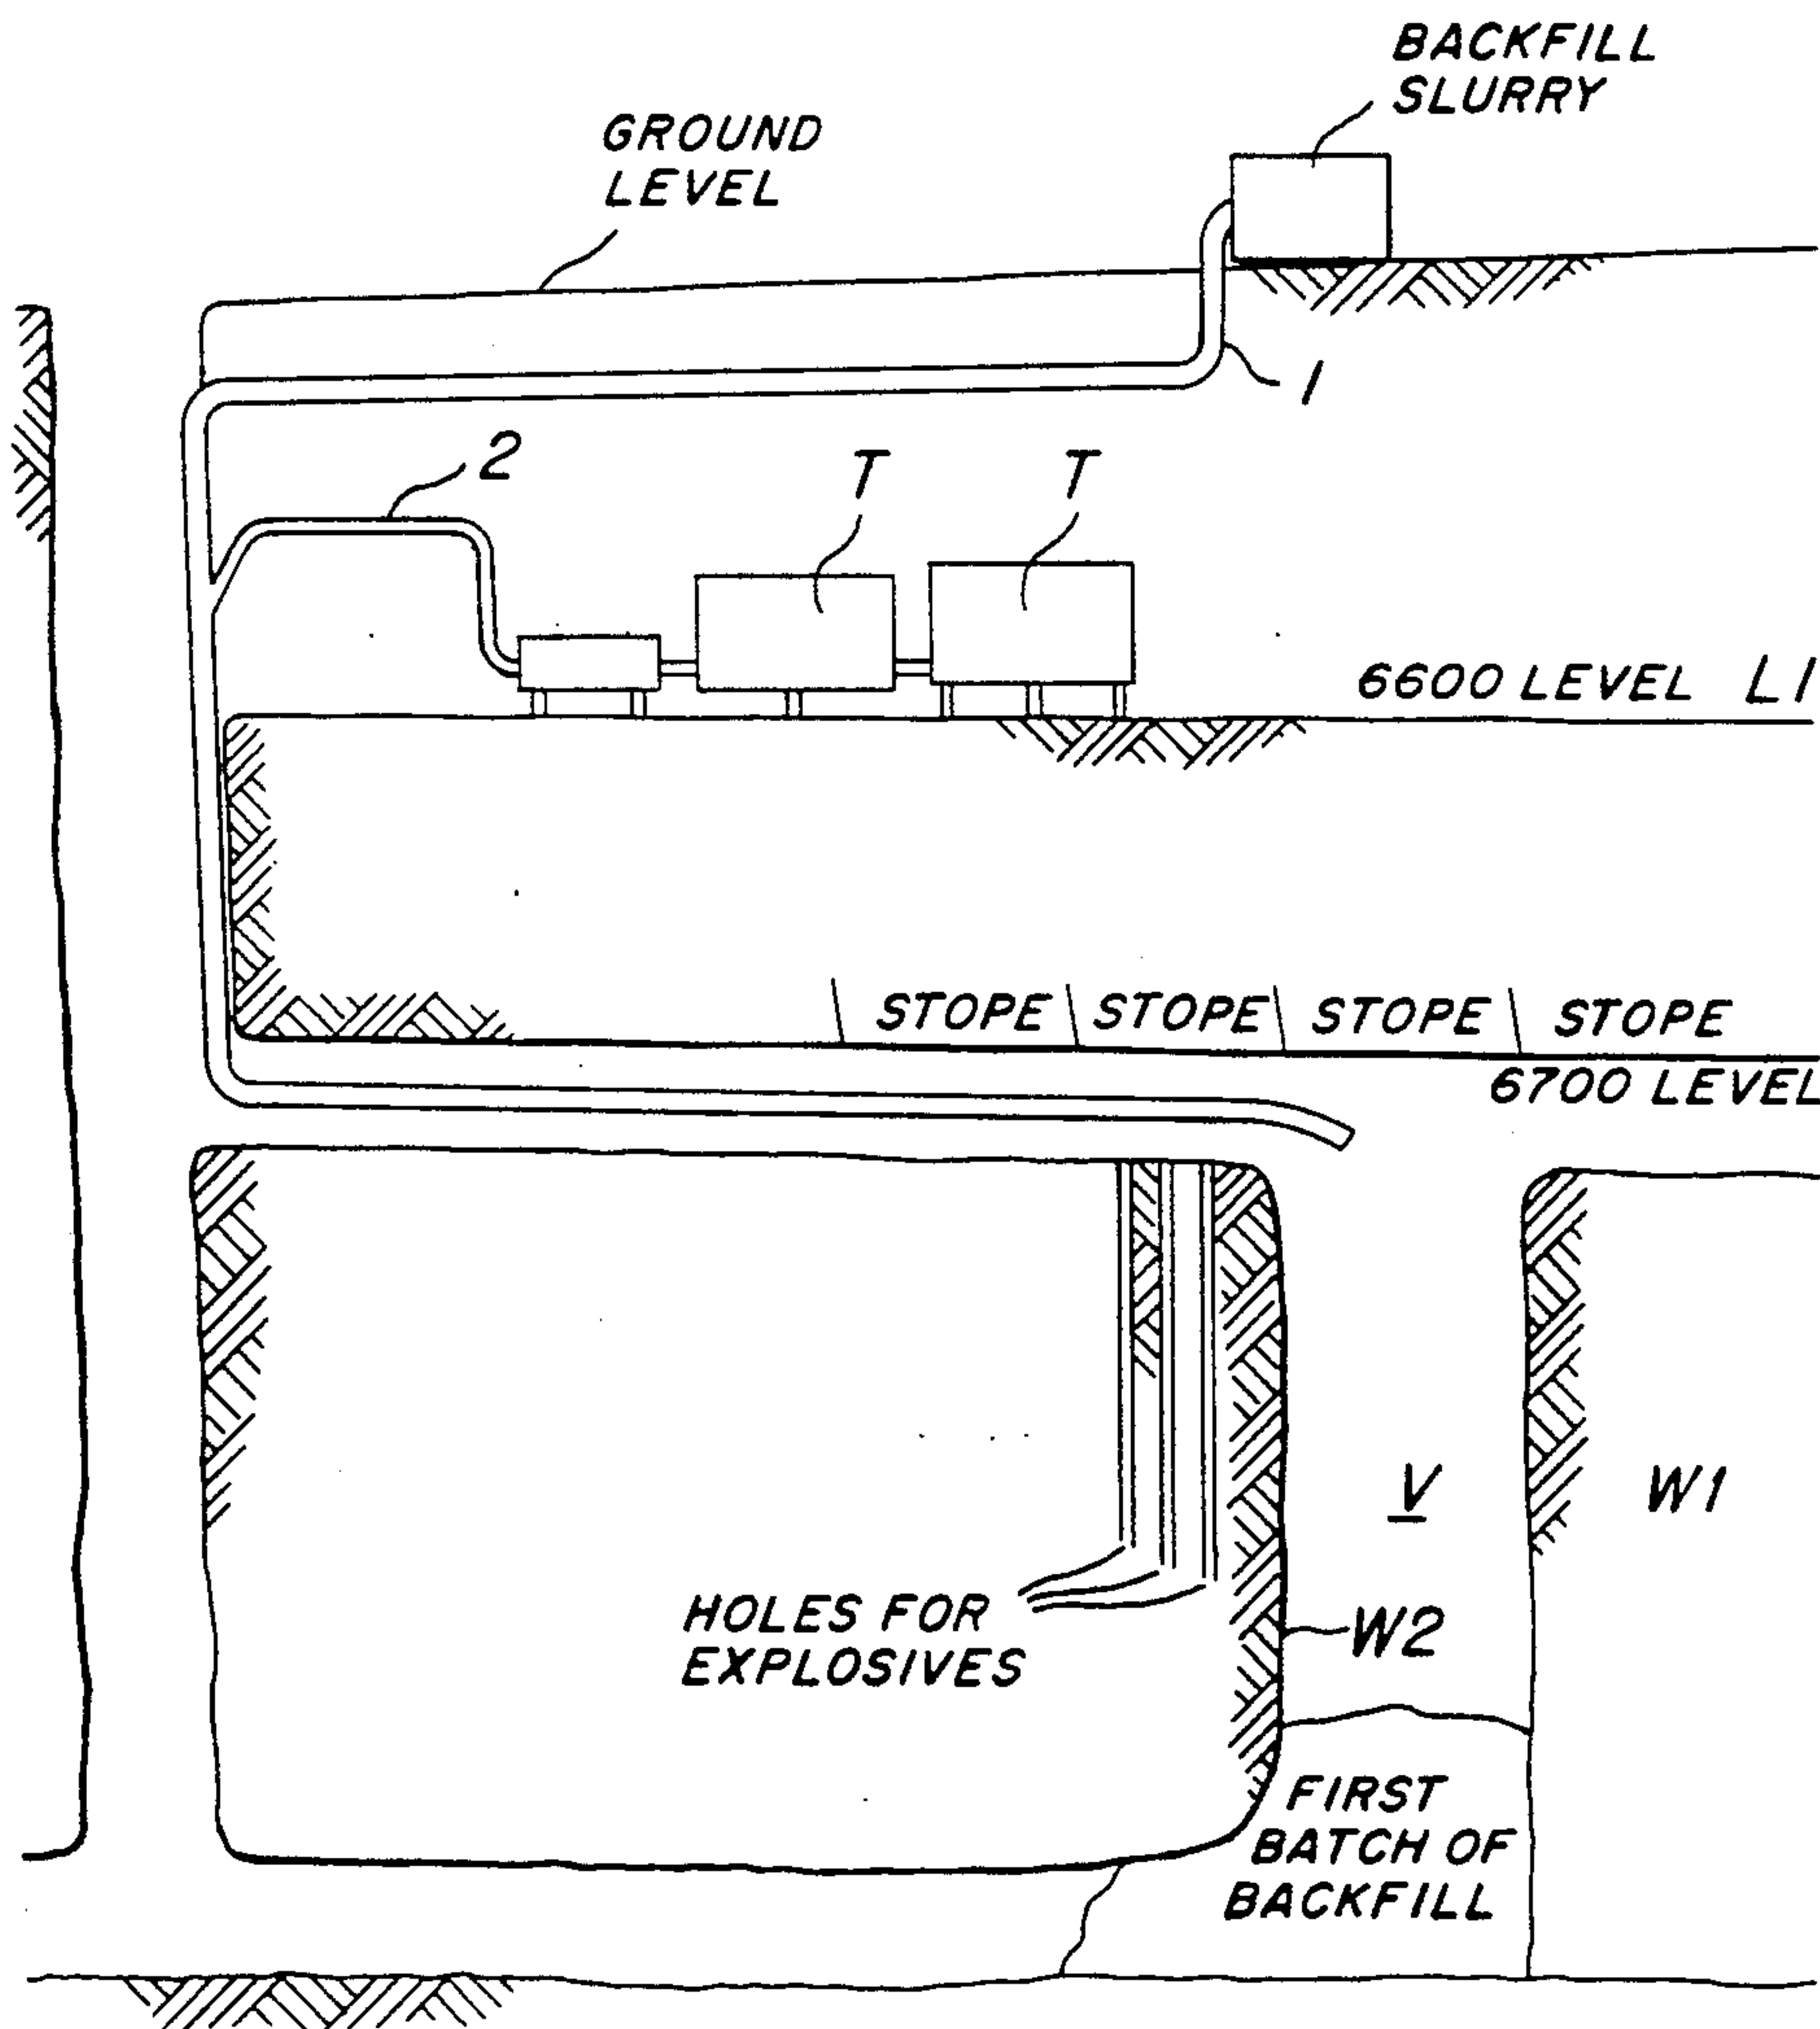 BACKFILL
SLURRY
GROUND
LEVEL
1
2
T
T
6600 LEVEL L1
STOPE STOPE STOPE STOPE
6700 LEVEL
V
W1
HOLES FOR
EXPLOSIVES
W2
FIRST
BATCH OF
BACKFILL